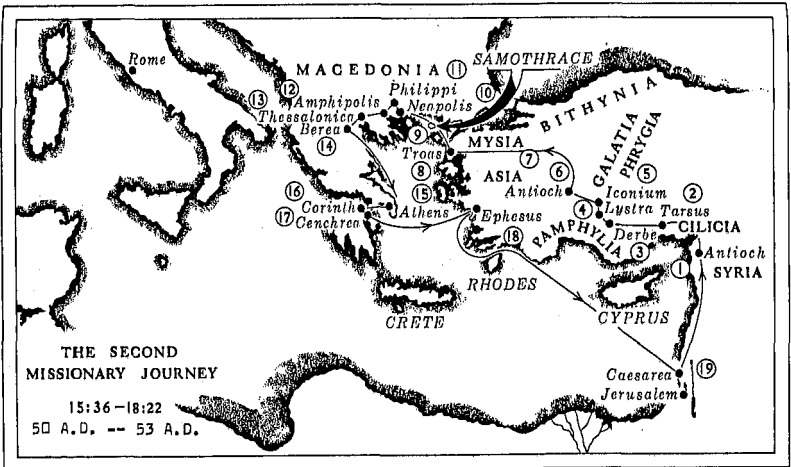 Rome
MACEDONIA ⑪
SAMOTHRACE
⑫
Philippi
⑩
⑬
Amphipolis
Neapolis
Thessalonica
Berea
⑭
⑨
BITHYNIA
MYSIA
Troas
⑦
⑧
ASIA
⑥
GALATIA
PHRYGIA
⑤
Antioch
Iconium
②
⑮
④
Lystra
Tarsus
⑯
Corinth
Athens
Ephesus
CILICIA
⑰
Cenchrea
Derbe
PAMPHYLIA
⑱
③
Antioch
①
SYRIA
RHODES
CRETE
CYPRUS
THE SECOND
MISSIONARY JOURNEY
15:36–18:22
50 A.D. -- 53 A.D.
Caesarea
⑲
Jerusalem